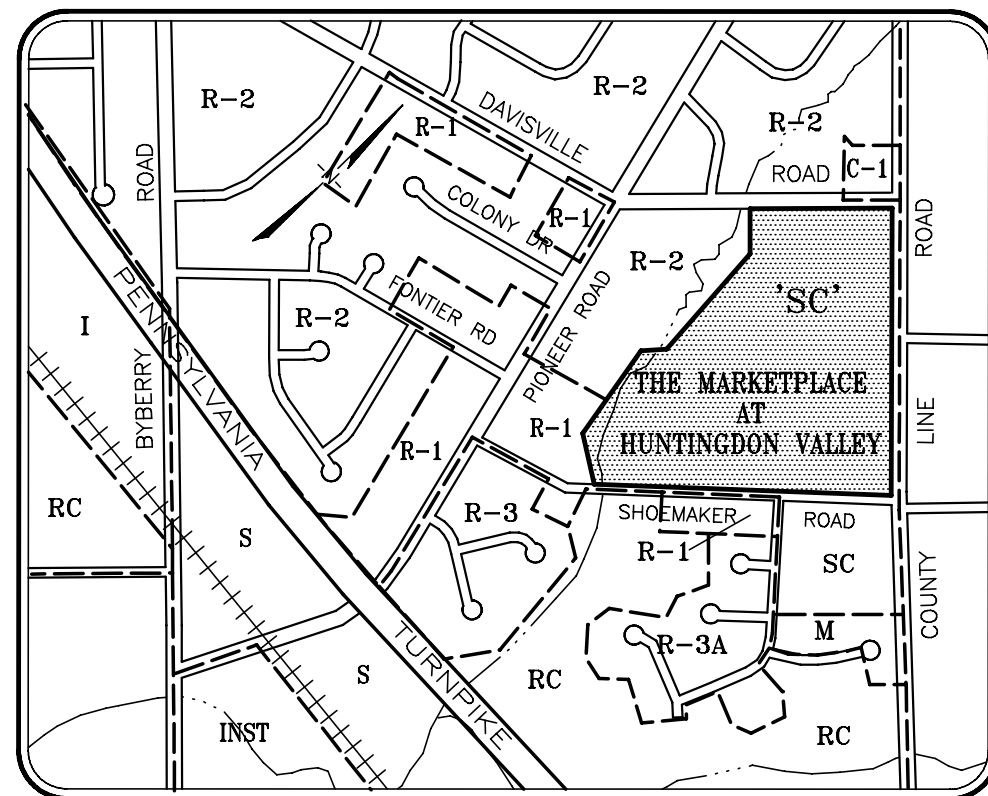 R-2
R-2
R-2
ROAD
DAVISVILLE
R-1
ROAD
C-1
N
COLONY DR
R-1
ROAD
R-2
'SC'
PENNSYLVANIA
FONTIER RD
R-2
PIONEER ROAD
I
BYBERRY
THE MARKETPLACE
AT
HUNTINGDON VALLEY
LINE
R-1
R-1
RC
S
R-3
SHOEMAKER
ROAD
R-1
SC
COUNTY
TURNPIKE
M
R-3A
S
RC
INST
RC